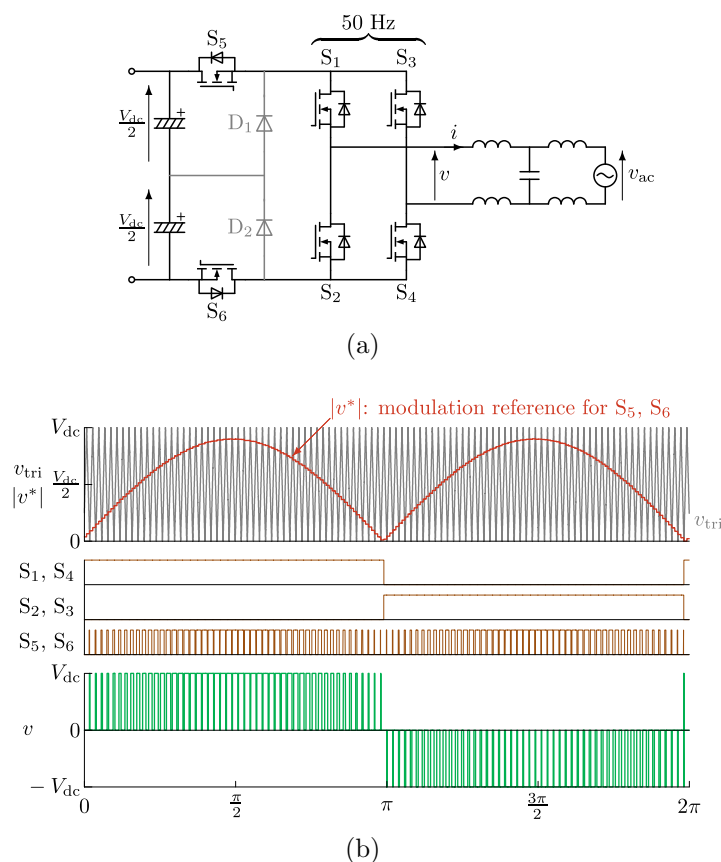 50 Hz
S5 S1 S3
Vdc/2 + D1
i
v vac
Vdc/2 + D2
S6 S2 S4
(a)
|v*|: modulation reference for S5, S6
Vdc
vtri Vdc/2
|v*|
vtri
0
S1, S4
S2, S3
S5, S6
Vdc
v 0
−Vdc
0 π/2 π 3π/2 2π
(b)